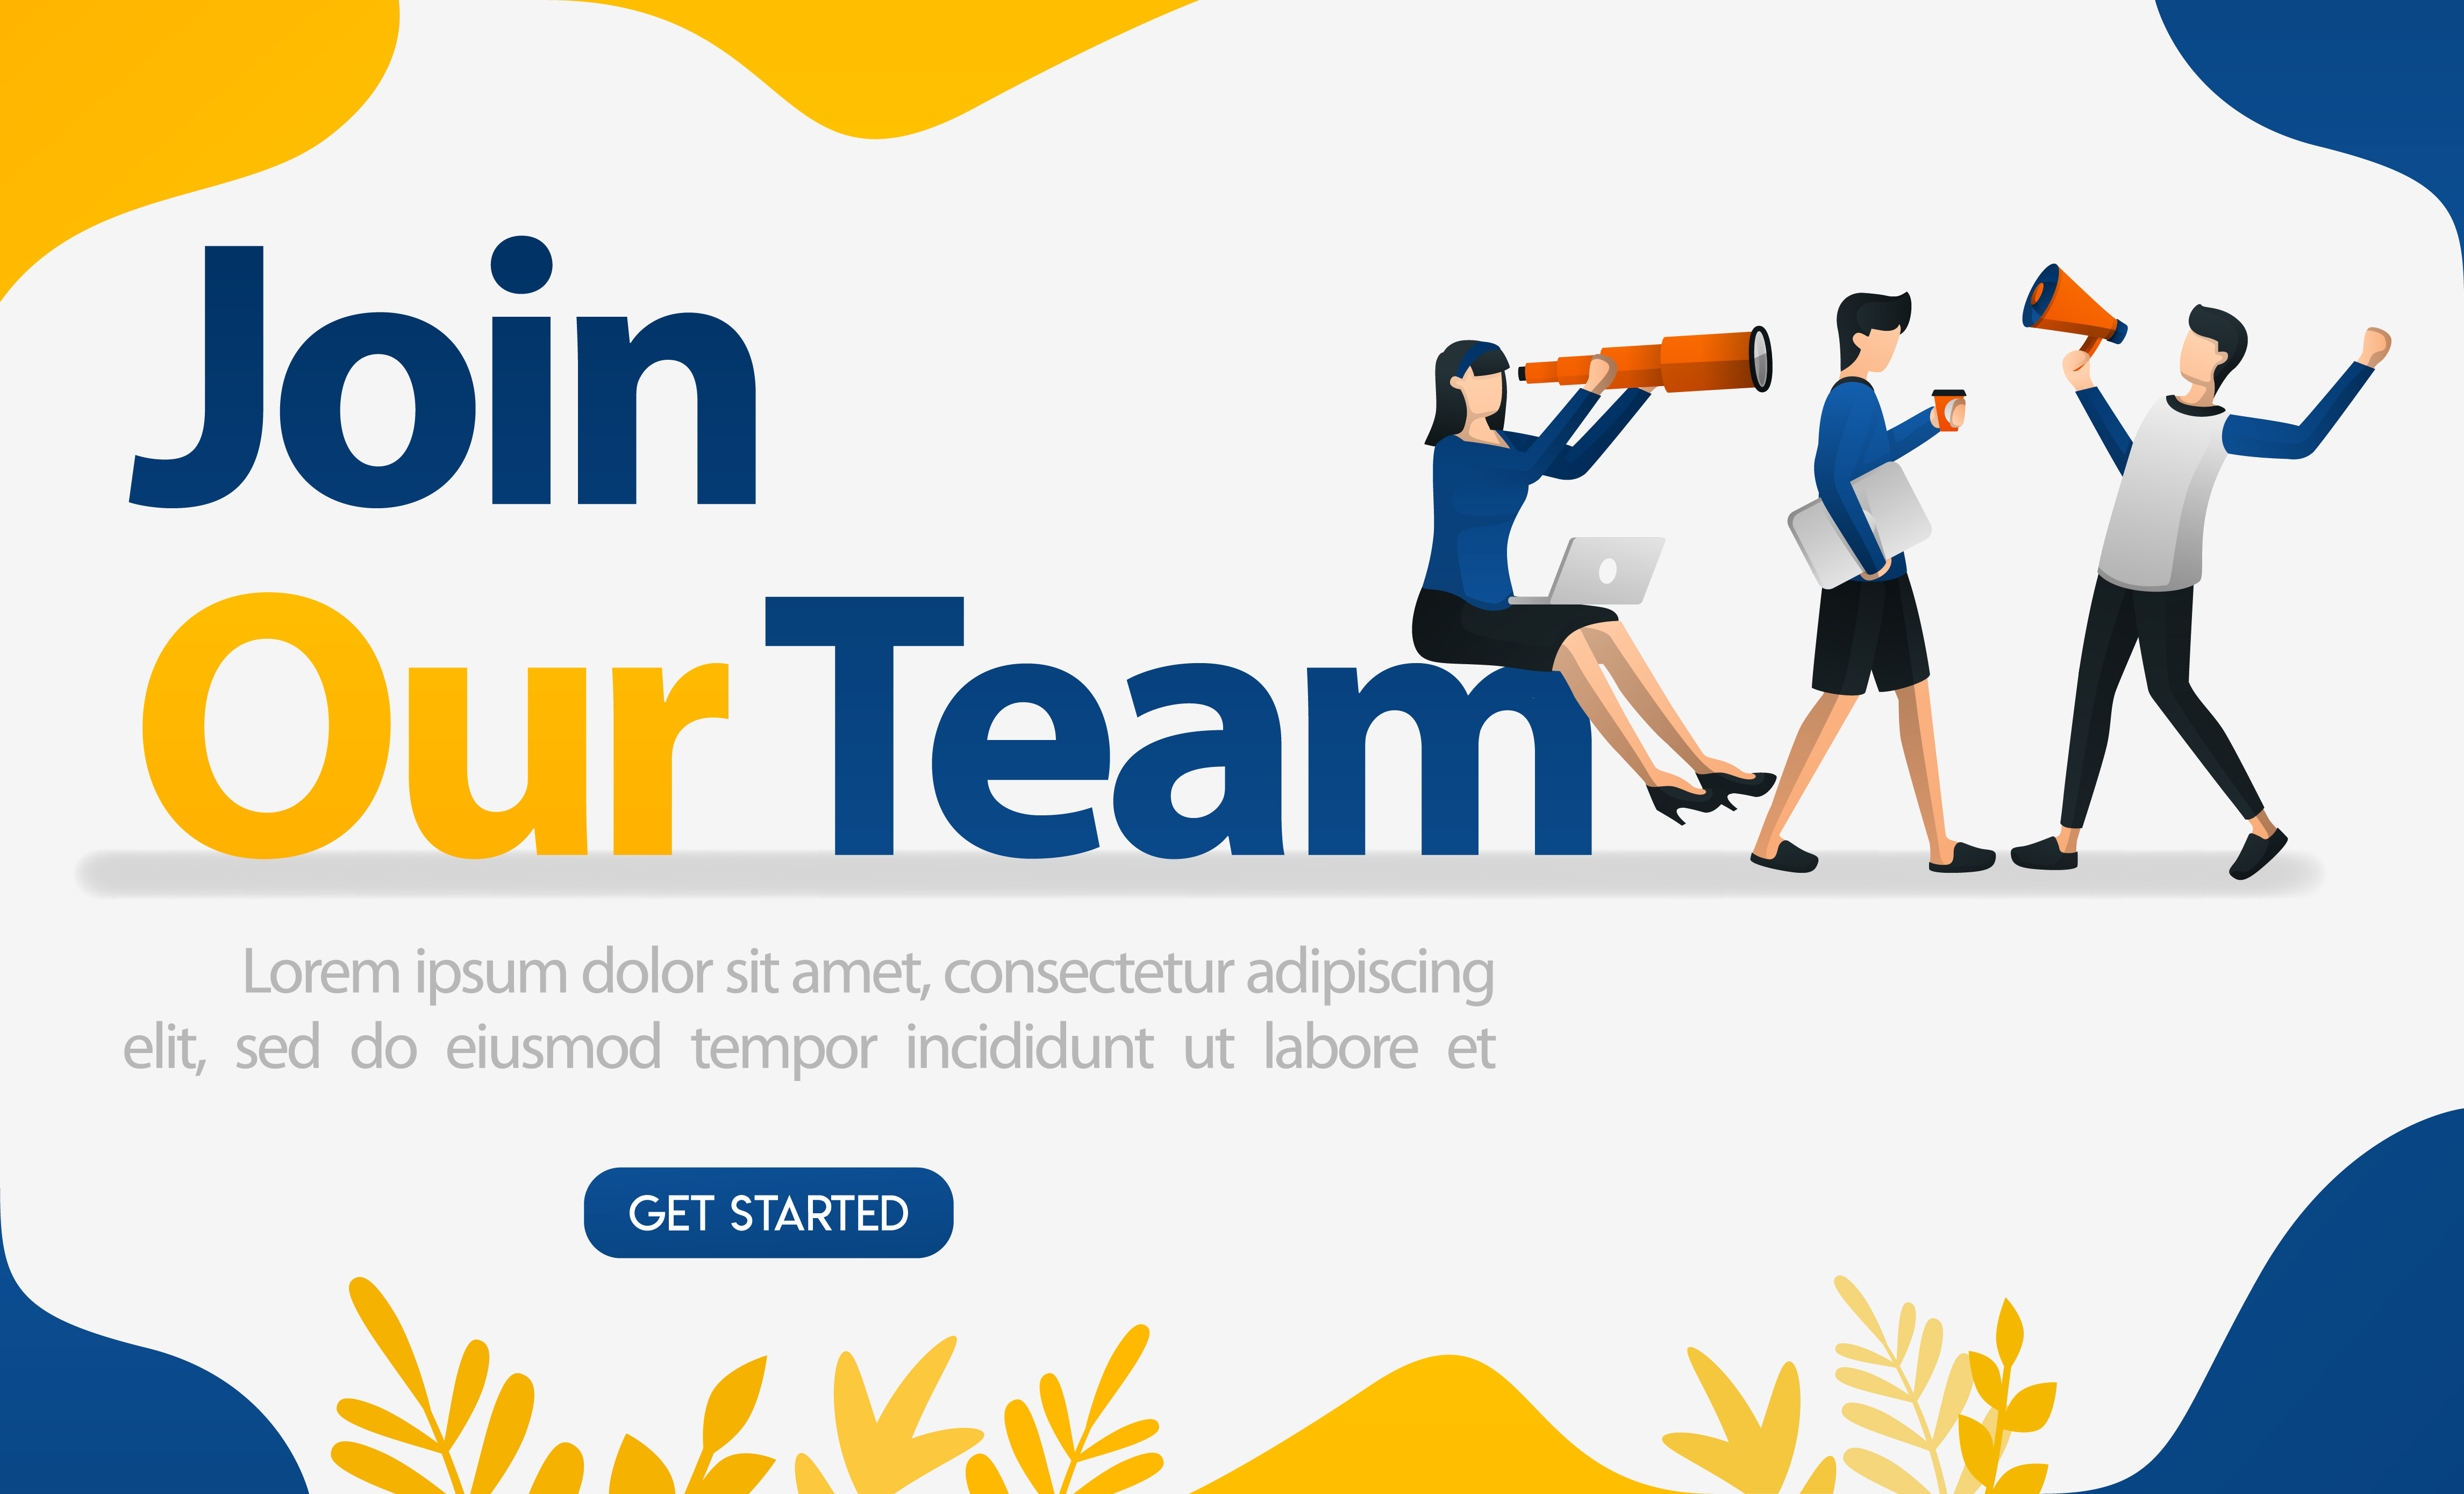 Join
Our Team
Lorem ipsum dolor sit amet, consectetur adipiscing
elit, sed do eiusmod tempor incididunt ut labore et
GET STARTED